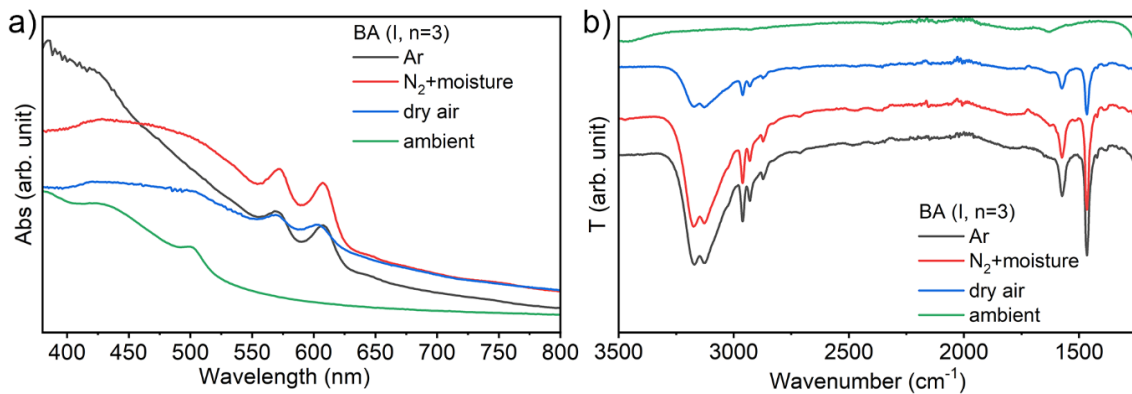 a)
BA (I, n=3)
Ar
N₂+moisture
dry air
ambient
Abs (arb. unit)
400 450 500 550 600 650 700 750 800
Wavelength (nm)
b)
T (arb. unit)
BA (I, n=3)
Ar
N₂+moisture
dry air
ambient
3500 3000 2500 2000 1500
Wavenumber (cm⁻¹)